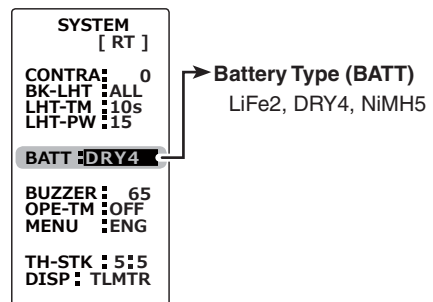 SYSTEM
[ RT ]
CONTRA: 0
BK-LHT :ALL
LHT-TM :10s
LHT-PW :15
BATT :DRY4
BUZZER: 65
OPE-TM :OFF
MENU :ENG
TH-STK :5:5
DISP: TLMTR
Battery Type (BATT)
LiFe2, DRY4, NiMH5